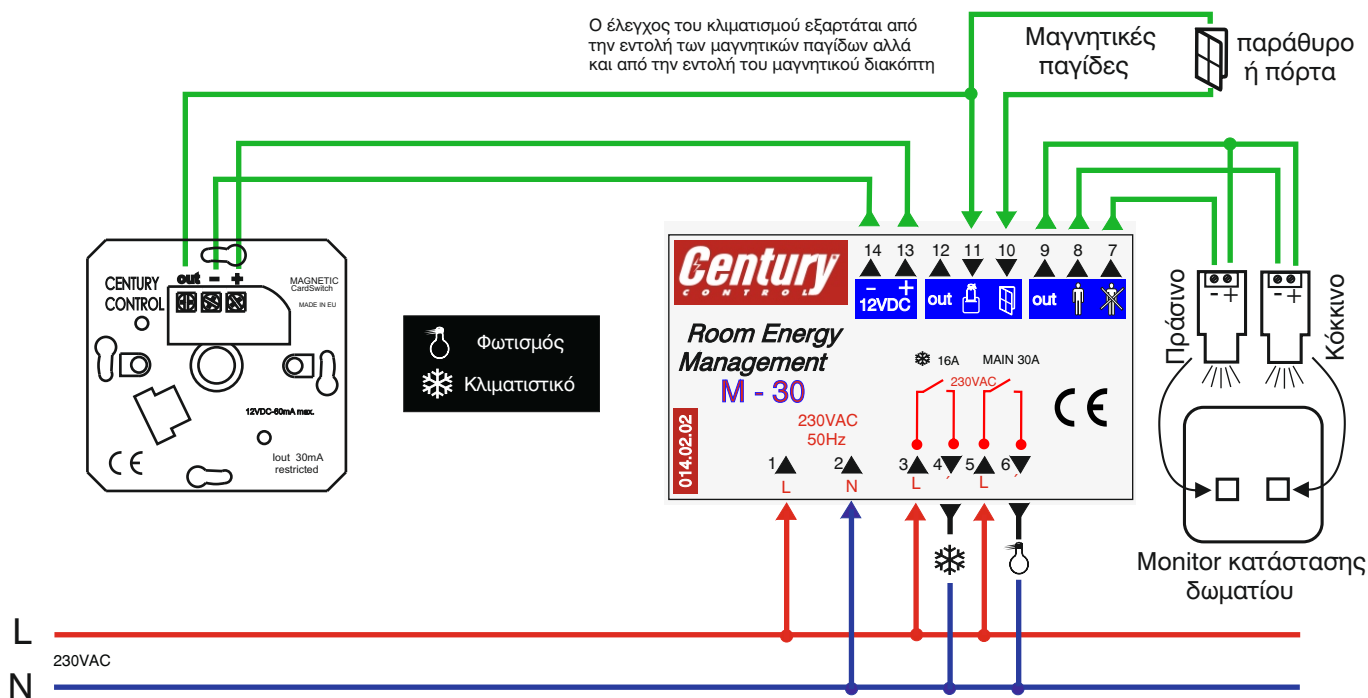 Ο έλεγχος του κλιματισμού εξαρτάται από
την εντολή των μαγνητικών παγίδων αλλά
και από την εντολή του μαγνητικού διακόπτη
Μαγνητικές
παγίδες
παράθυρο
ή πόρτα
CENTURY
CONTROL
out - +
MAGNETIC
CardSwitch
MADE IN EU
12VDC-60mA max.
Iout 30mA
restricted
CE
Φωτισμός
Κλιματιστικό
Century
CONTROL
14 13 12 11 10 9 8 7
- +
12VDC
out
out
Room Energy
Management
M - 30
16A MAIN 30A
230VAC
CE
014.02.02
230VAC
50Hz
1 2 3 4 5 6
L N L L
Πράσινο
- +
- +
Κόκκινο
Monitor κατάστασης
δωματίου
L
230VAC
N